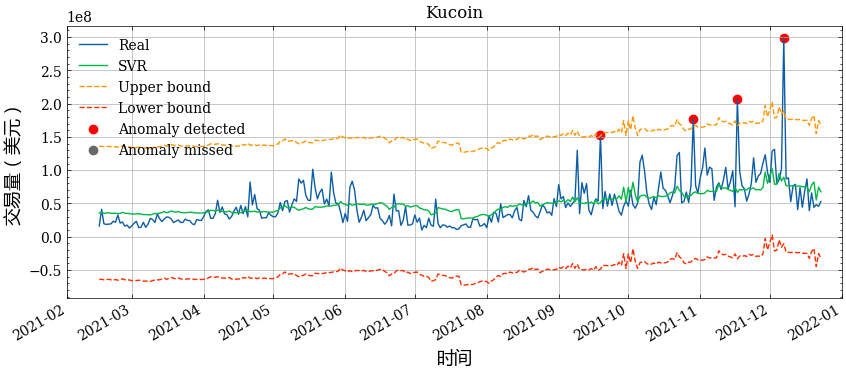 Kucoin
1e8
3.0
2.5
2.0
1.5
1.0
0.5
0.0
−0.5
交易量（美元）
Real
SVR
Upper bound
Lower bound
Anomaly detected
Anomaly missed
2021-02
2021-03
2021-04
2021-05
2021-06
2021-07
2021-08
2021-09
2021-10
2021-11
2021-12
2022-01
时间